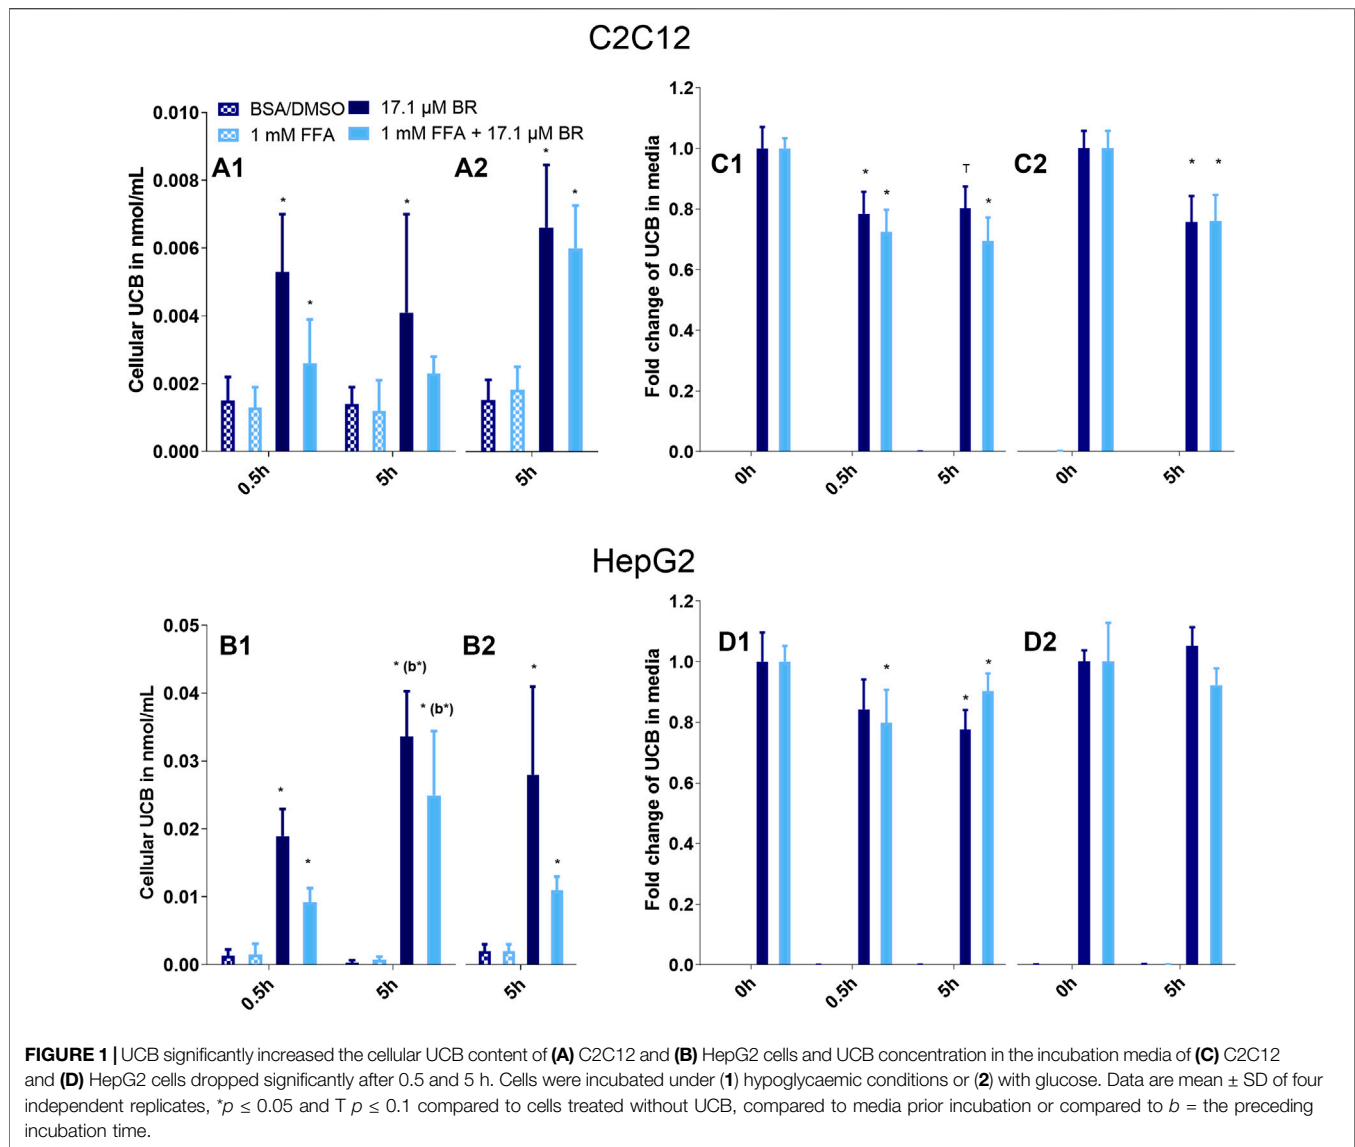 C2C12
BSA/DMSO 17.1 µM BR
1 mM FFA 1 mM FFA + 17.1 µM BR
A1
A2
Cellular UCB in nmol/mL
0.010
0.008
0.006
0.004
0.002
0.000
* * * * *
0.5h 5h 5h
C1
C2
Fold change of UCB in media
1.2
1.0
0.8
0.6
0.4
0.2
0.0
* * T * * *
0h 0.5h 5h 0h 5h
HepG2
B1
B2
Cellular UCB in nmol/mL
0.05
0.04
0.03
0.02
0.01
0.00
* * * (b*) * (b*) * *
0.5h 5h 5h
D1
D2
Fold change of UCB in media
1.2
1.0
0.8
0.6
0.4
0.2
0.0
* * *
0h 0.5h 5h 0h 5h
FIGURE 1 | UCB significantly increased the cellular UCB content of (A) C2C12 and (B) HepG2 cells and UCB concentration in the incubation media of (C) C2C12
and (D) HepG2 cells dropped significantly after 0.5 and 5 h. Cells were incubated under (1) hypoglycaemic conditions or (2) with glucose. Data are mean ± SD of four
independent replicates, *p ≤ 0.05 and T p ≤ 0.1 compared to cells treated without UCB, compared to media prior incubation or compared to b = the preceding
incubation time.